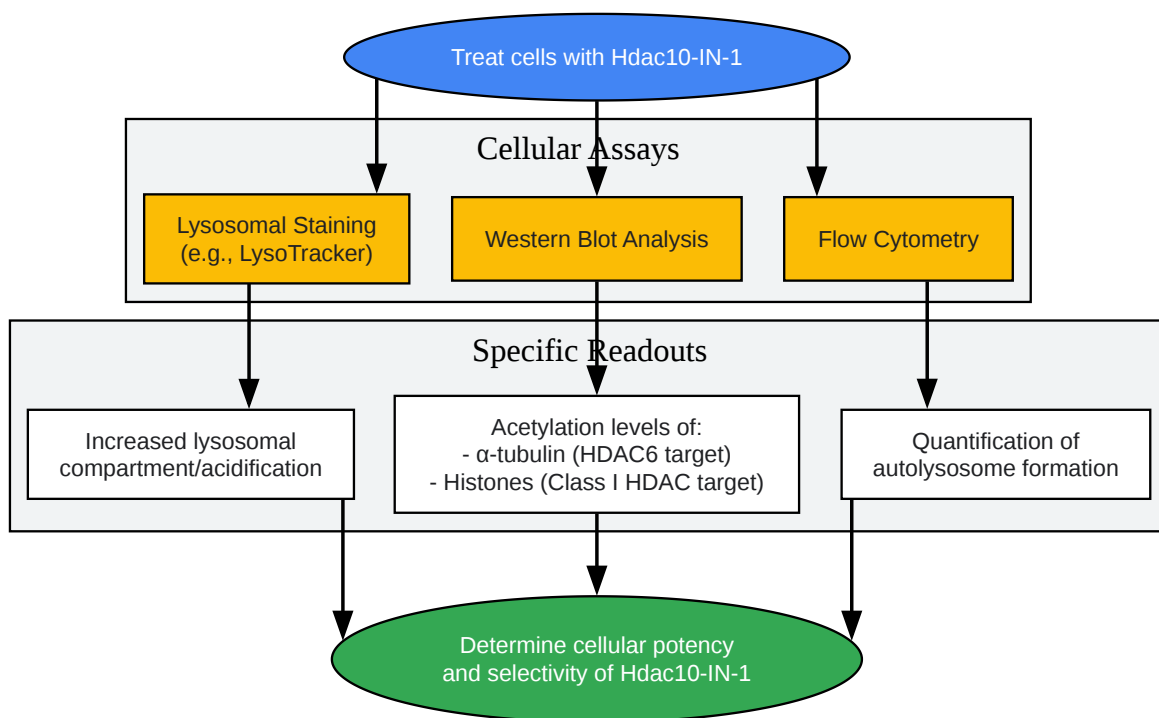 Treat cells with Hdac10-IN-1
Cellular Assays
Lysosomal Staining
(e.g., LysoTracker)
Western Blot Analysis
Flow Cytometry
Specific Readouts
Increased lysosomal
compartment/acidification
Acetylation levels of:
- α-tubulin (HDAC6 target)
- Histones (Class I HDAC target)
Quantification of
autolysosome formation
Determine cellular potency
and selectivity of Hdac10-IN-1